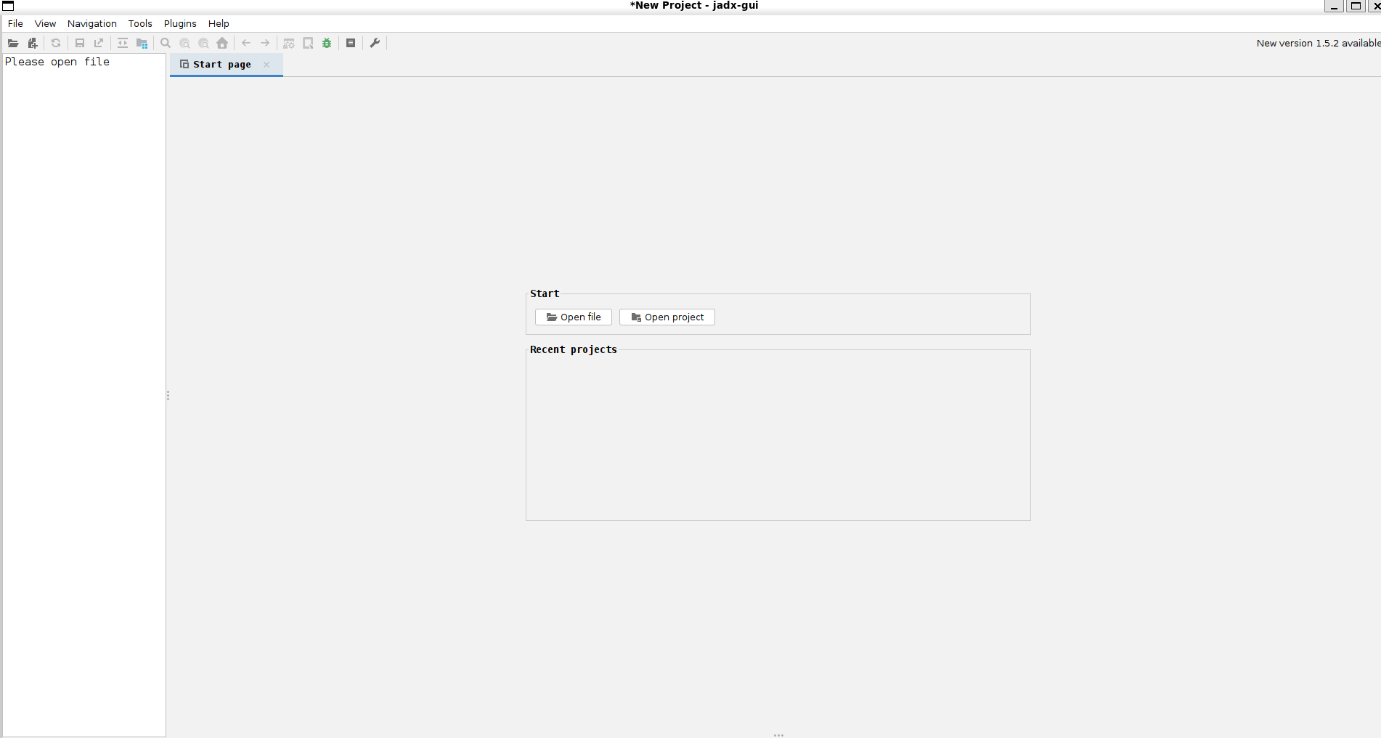 *New Project - jadx-gui
File View Navigation Tools Plugins Help
New version 1.5.2 available
Please open file
Start page
Start
Open file Open project
Recent projects